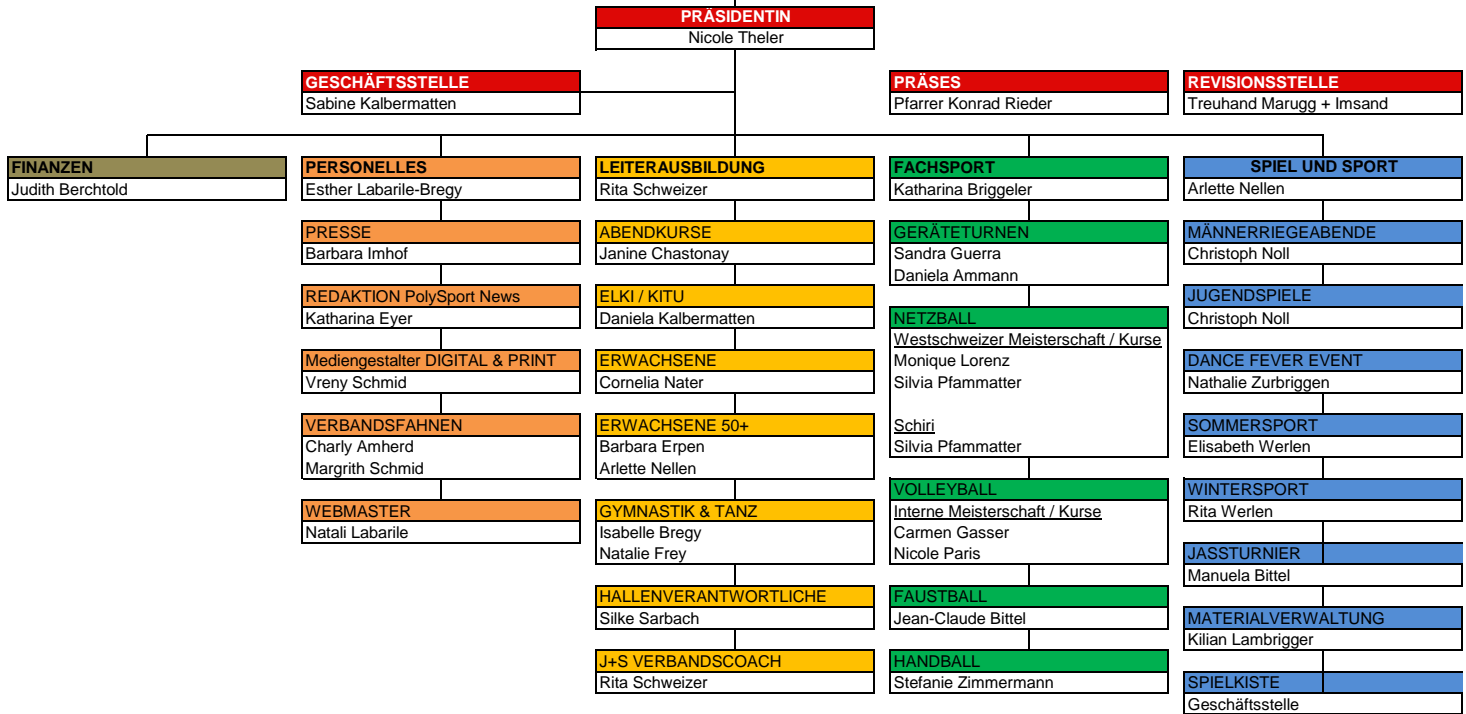 PRÄSIDENTIN
Nicole Theler
GESCHÄFTSSTELLE
Sabine Kalbermatten
PRÄSES
Pfarrer Konrad Rieder
REVISIONSSTELLE
Treuhand Marugg + Imsand
FINANZEN
Judith Berchtold
PERSONELLES
Esther Labarile-Bregy
PRESSE
Barbara Imhof
REDAKTION PolySport News
Katharina Eyer
Mediengestalter DIGITAL & PRINT
Vreny Schmid
VERBANDSFAHNEN
Charly Amherd
Margrith Schmid
WEBMASTER
Natali Labarile
LEITERAUSBILDUNG
Rita Schweizer
ABENDKURSE
Janine Chastonay
ELKI / KITU
Daniela Kalbermatten
ERWACHSENE
Cornelia Nater
ERWACHSENE 50+
Barbara Erpen
Arlette Nellen
GYMNASTIK & TANZ
Isabelle Bregy
Natalie Frey
HALLENVERANTWORTLICHE
Silke Sarbach
J+S VERBANDSCOACH
Rita Schweizer
FACHSPORT
Katharina Briggeler
GERÄTETURNEN
Sandra Guerra
Daniela Ammann
NETZBALL
Westschweizer Meisterschaft / Kurse
Monique Lorenz
Silvia Pfammatter
Schiri
Silvia Pfammatter
VOLLEYBALL
Interne Meisterschaft / Kurse
Carmen Gasser
Nicole Paris
FAUSTBALL
Jean-Claude Bittel
HANDBALL
Stefanie Zimmermann
SPIEL UND SPORT
Arlette Nellen
MÄNNERRIEGEABENDE
Christoph Noll
JUGENDSPIELE
Christoph Noll
DANCE FEVER EVENT
Nathalie Zurbriggen
SOMMERSPORT
Elisabeth Werlen
WINTERSPORT
Rita Werlen
JASSTURNIER
Manuela Bittel
MATERIALVERWALTUNG
Kilian Lambrigger
SPIELKISTE
Geschäftsstelle